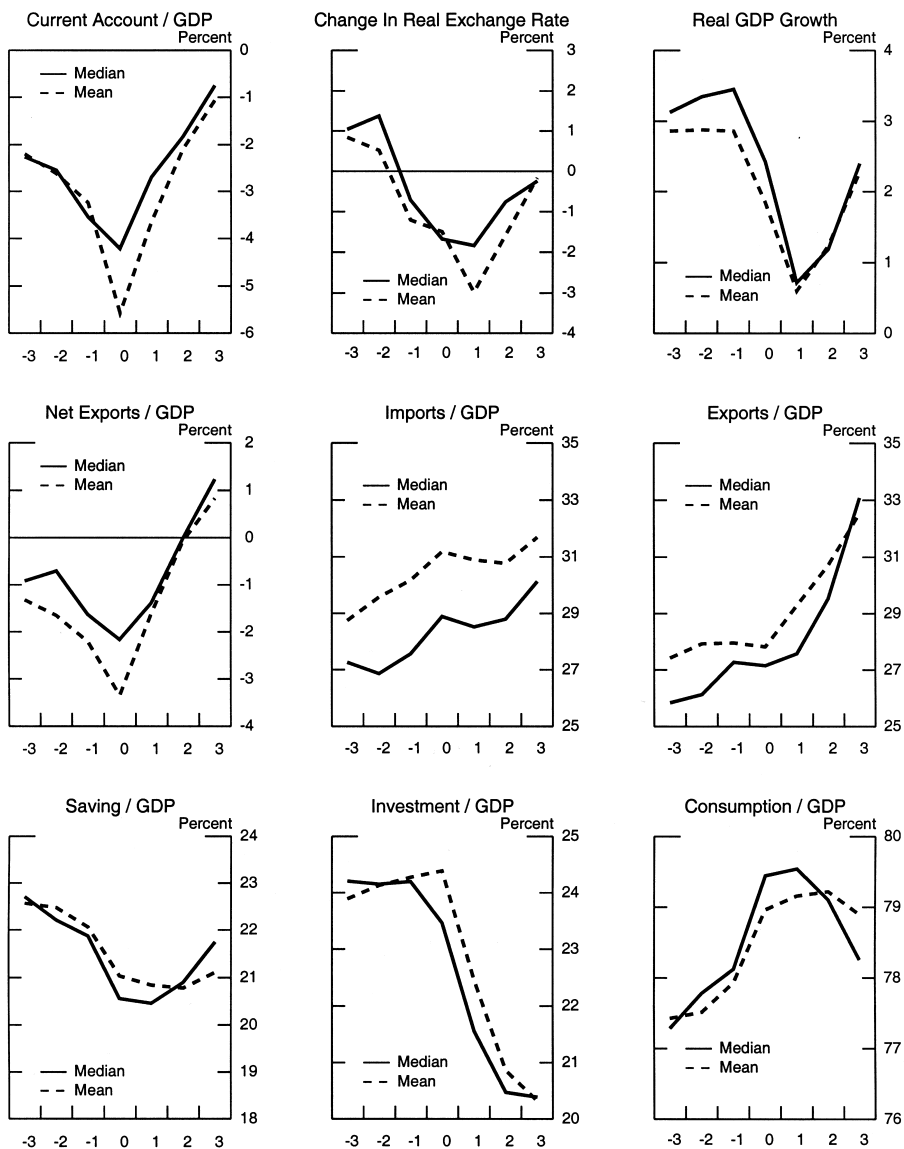 Current Account / GDP
Percent
Median
Mean
0
-1
-2
-3
-4
-5
-6
-3 -2 -1 0 1 2 3
Change In Real Exchange Rate
Percent
3
2
1
0
-1
-2
-3
-4
Median
Mean
-3 -2 -1 0 1 2 3
Real GDP Growth
Percent
4
3
2
1
0
Median
Mean
-3 -2 -1 0 1 2 3
Net Exports / GDP
Percent
Median
Mean
2
1
0
-1
-2
-3
-4
-3 -2 -1 0 1 2 3
Imports / GDP
Percent
Median
Mean
35
33
31
29
27
25
-3 -2 -1 0 1 2 3
Exports / GDP
Percent
Median
Mean
35
33
31
29
27
25
-3 -2 -1 0 1 2 3
Saving / GDP
Percent
24
23
22
21
20
19
18
Median
Mean
-3 -2 -1 0 1 2 3
Investment / GDP
Percent
25
24
23
22
21
20
Median
Mean
-3 -2 -1 0 1 2 3
Consumption / GDP
Percent
80
79
78
77
76
Median
Mean
-3 -2 -1 0 1 2 3